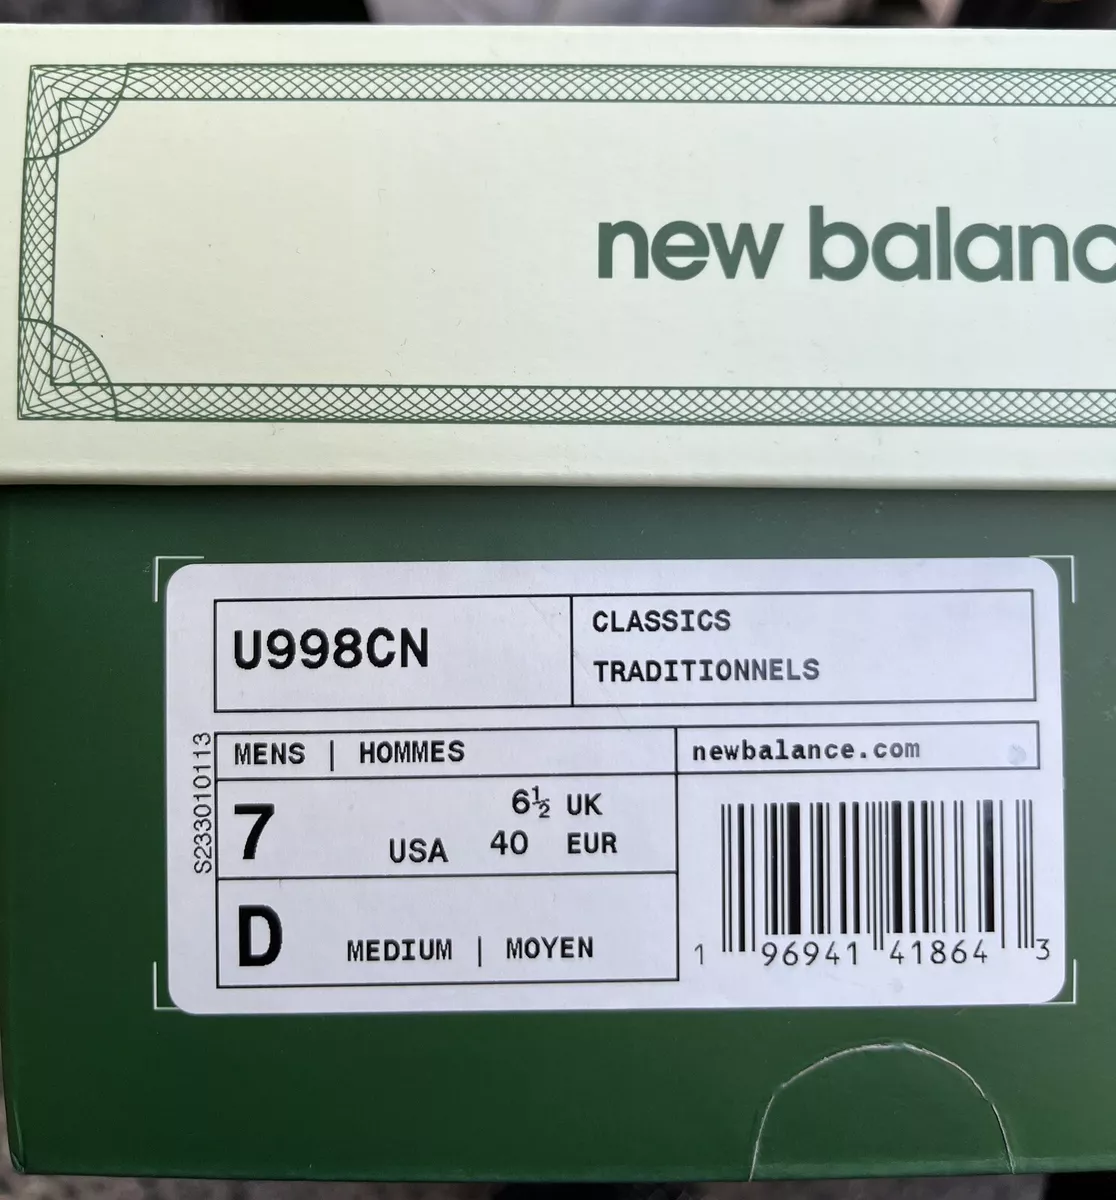 new balanc
U998CN
CLASSICS
TRADITIONNELS
S233010113
MENS | HOMMES
newbalance.com
7 USA
6½ UK
40 EUR
D MEDIUM | MOYEN
1 96941 41864 3